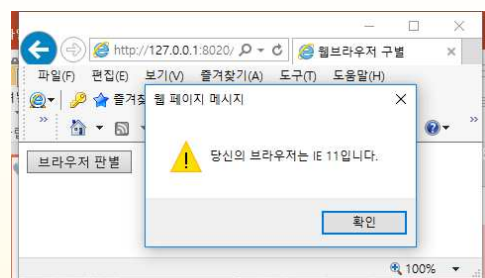 http://127.0.0.1:8020/
웹브라우저 구별
파일(F) 편집(E) 보기(V) 즐겨찾기(A) 도구(T) 도움말(H)
즐겨찾
웹 페이지 메시지
브라우저 판별
당신의 브라우저는 IE 11입니다.
확인
100%